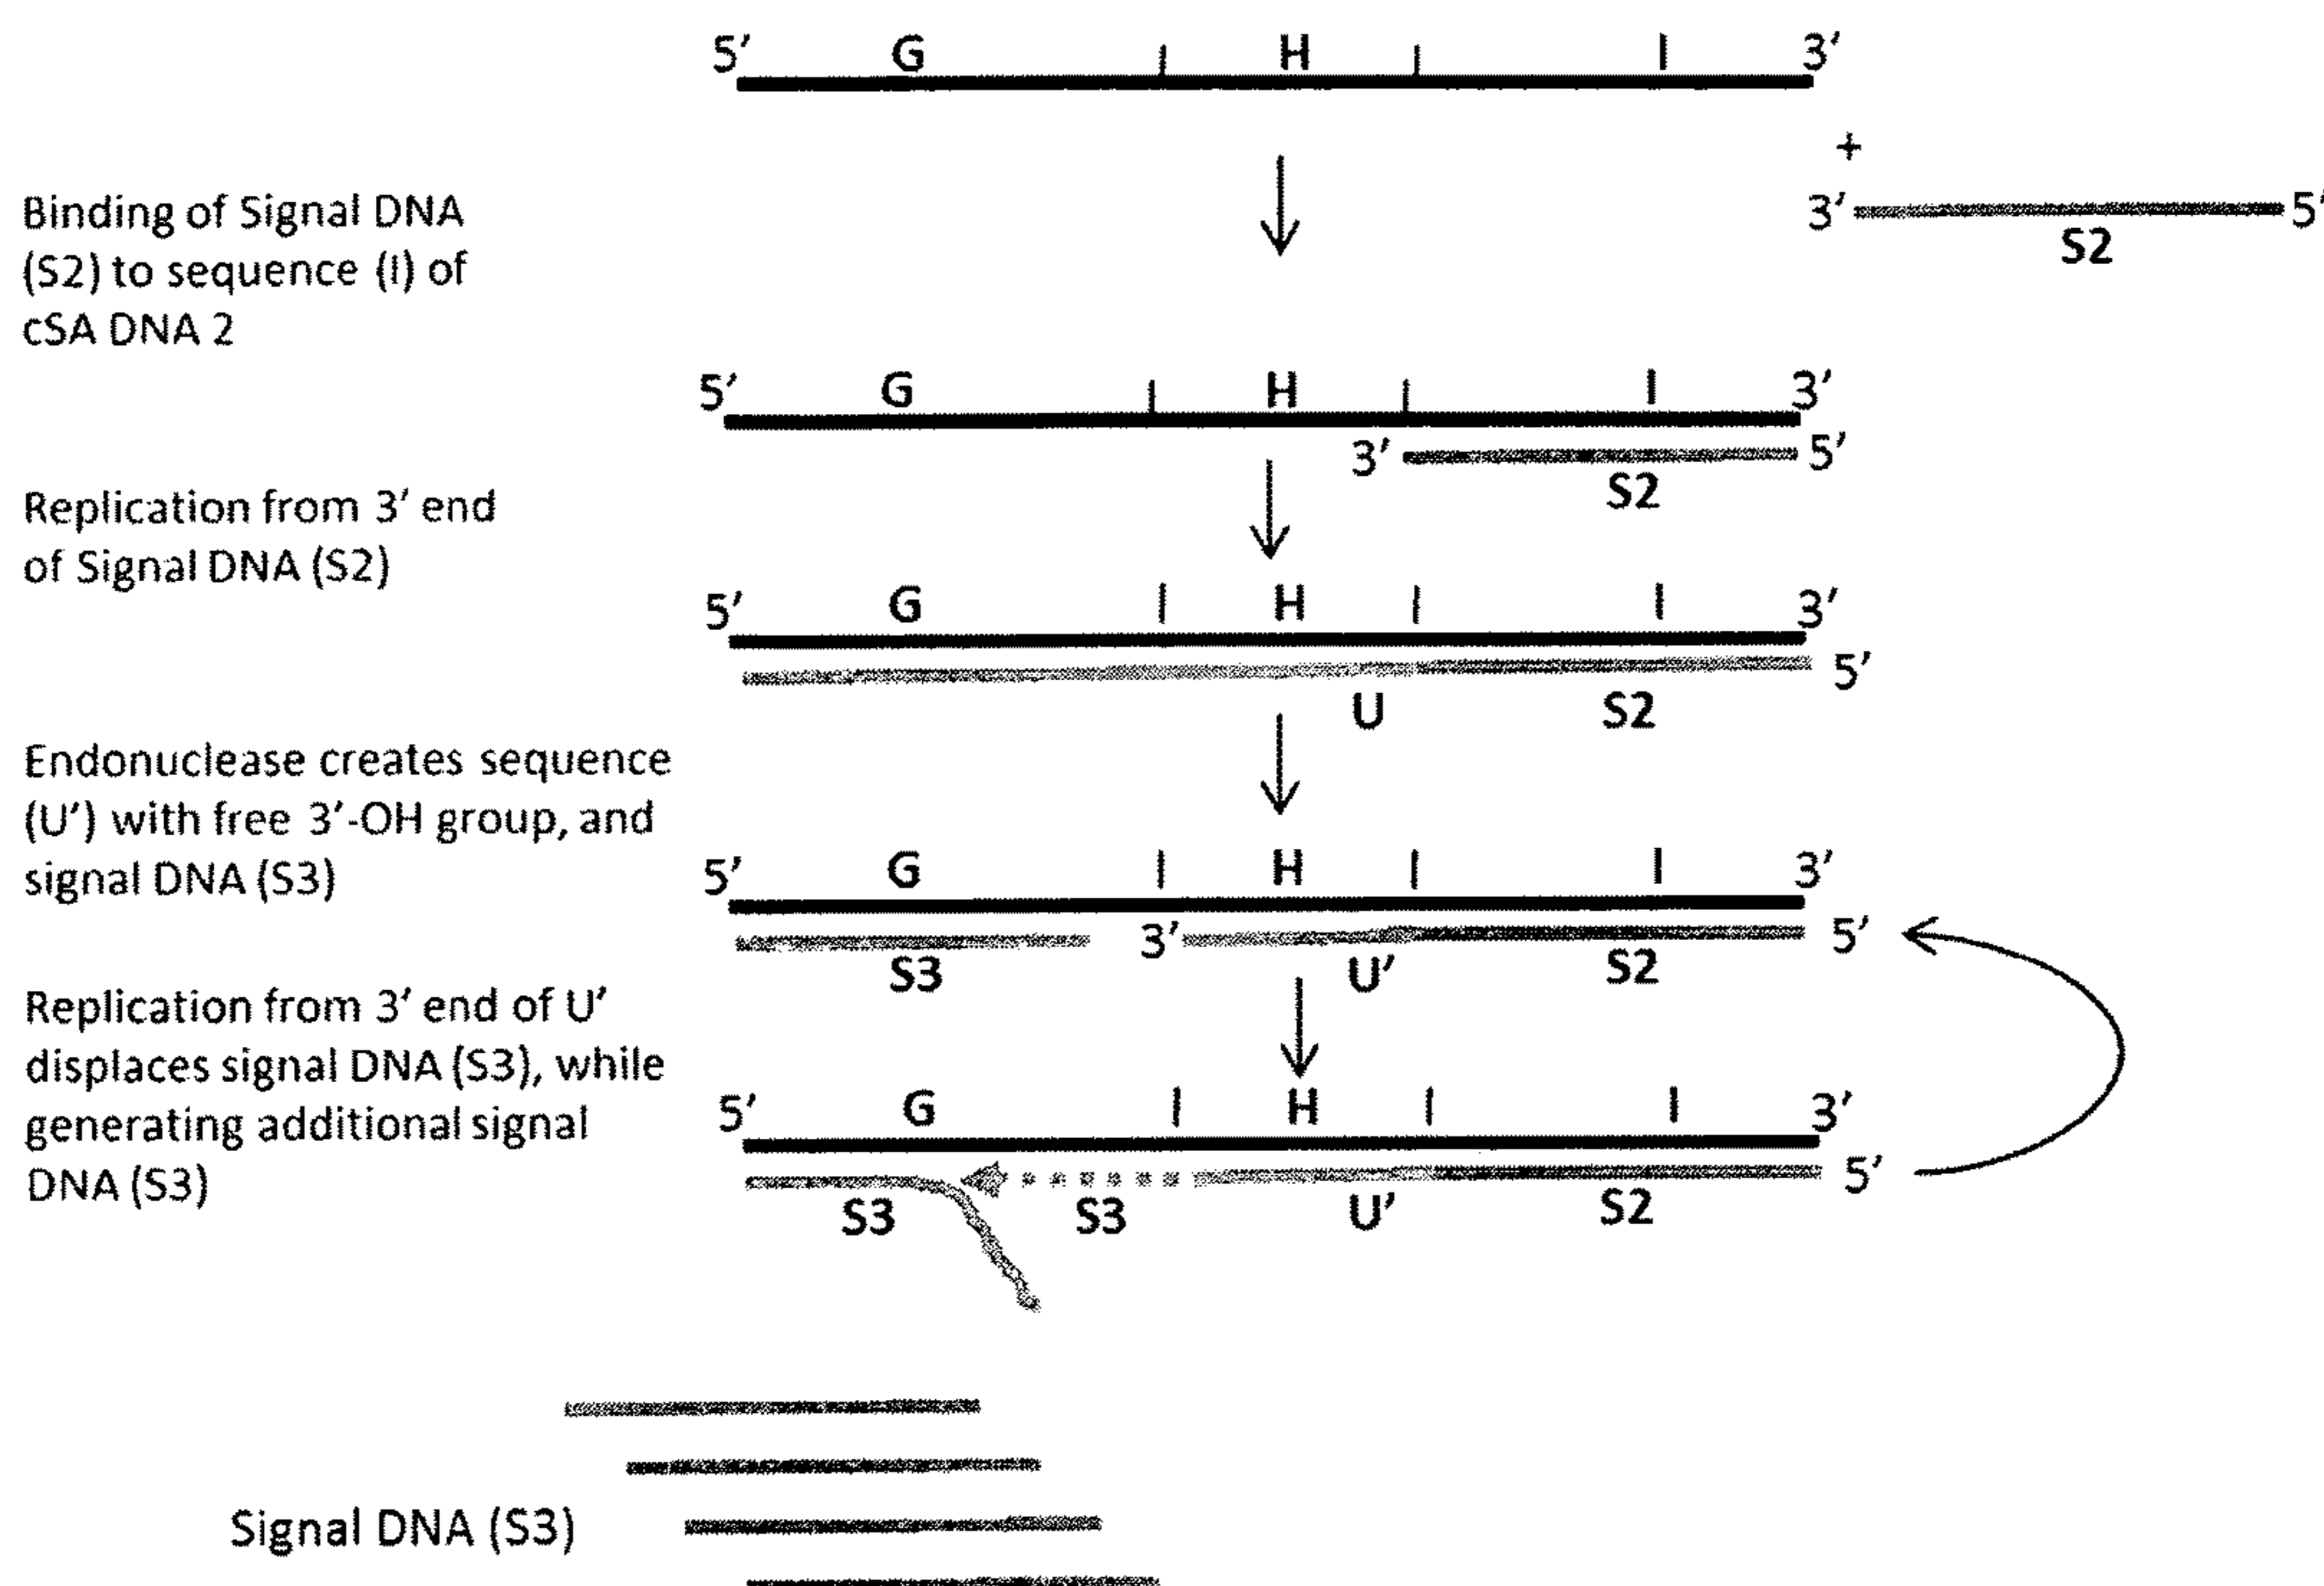 5' G | H | I 3'
+
3' 5'
S2
Binding of Signal DNA
(S2) to sequence (I) of
cSA DNA 2
5' G | H | I 3'
3' 5'
S2
Replication from 3' end
of Signal DNA (S2)
5' G | H | I 3'
5'
U S2
Endonuclease creates sequence
(U') with free 3'-OH group, and
signal DNA (S3)
5' G | H | I 3'
3' 5'
S3 U' S2
Replication from 3' end of U'
displaces signal DNA (S3), while
generating additional signal
DNA (S3)
5' G | H | I 3'
5'
S3 S3 U' S2
Signal DNA (S3)